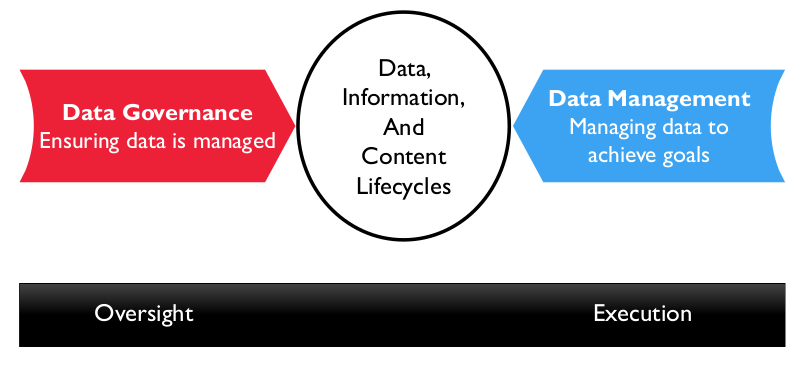 Data Governance
Ensuring data is managed
Data,
Information,
And
Content
Lifecycles
Data Management
Managing data to
achieve goals
Oversight
Execution